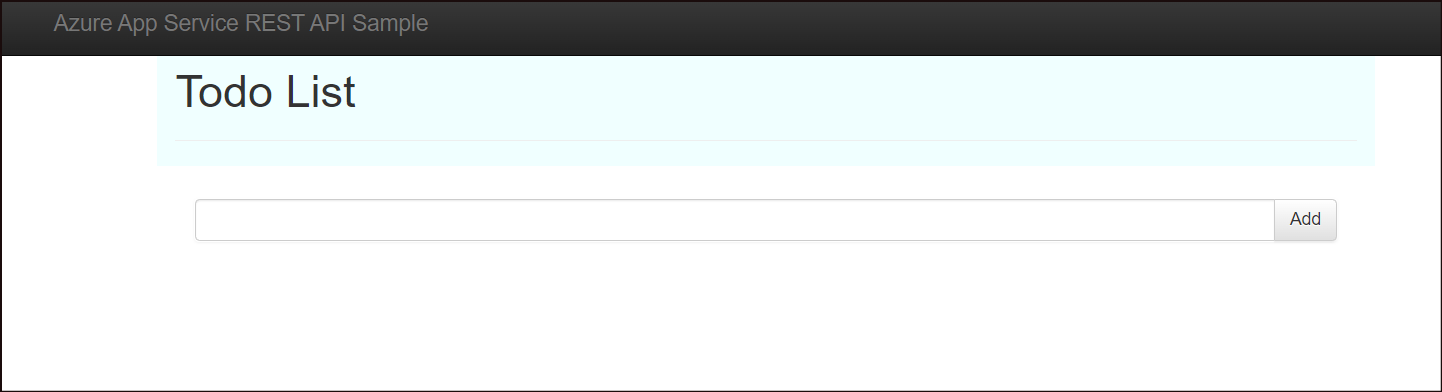 Azure App Service REST API Sample
Todo List
Add